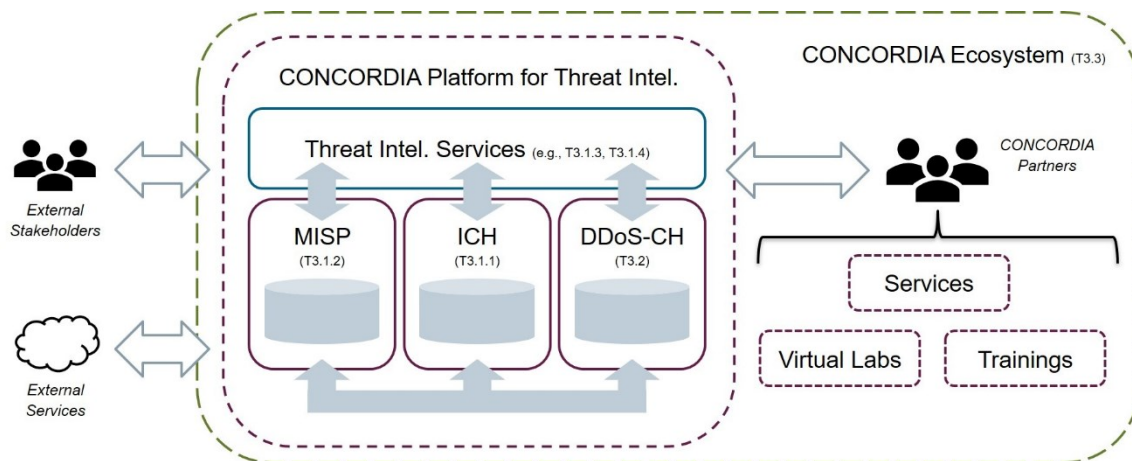 CONCORDIA Ecosystem (T3.3)
CONCORDIA Platform for Threat Intel.
Threat Intel. Services (e.g., T3.1.3, T3.1.4)
External
Stakeholders
CONCORDIA
Partners
MISP
(T3.1.2)
ICH
(T3.1.1)
DDoS-CH
(T3.2)
Services
Virtual Labs
Trainings
External
Services